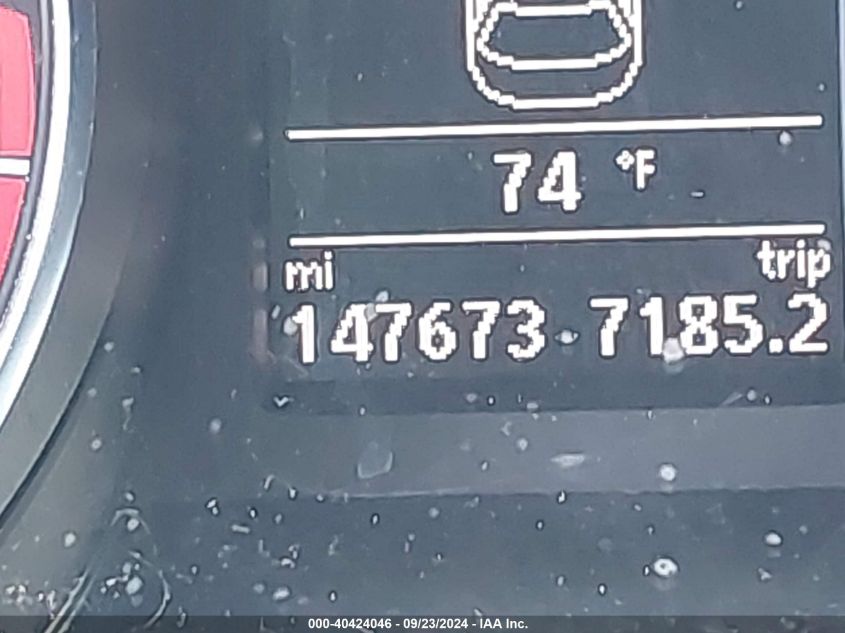 74 °F
mi trip
147673 7185.2
000-40424046 - 09/23/2024 - IAA Inc.